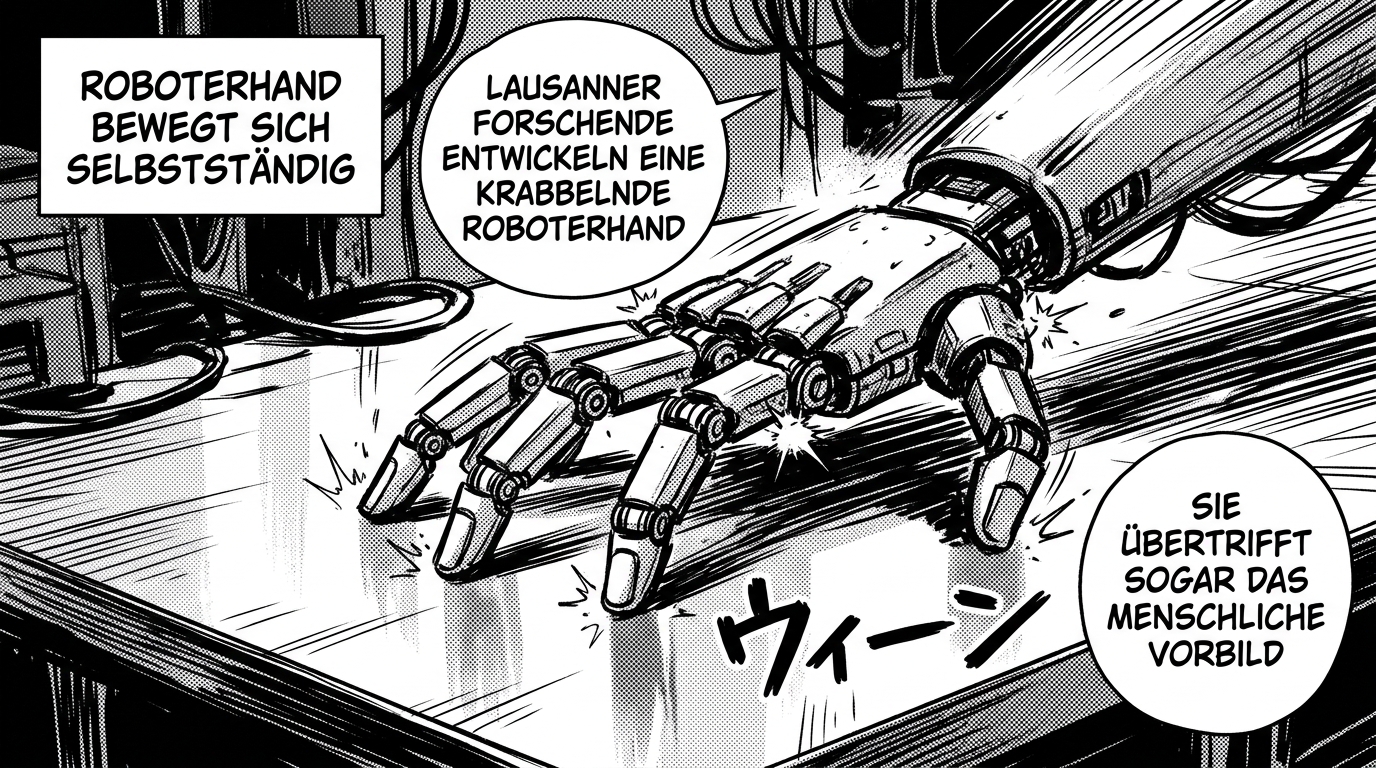 ROBOTERHAND
BEWEGT SICH
SELBSTSTÄNDIG
LAUSANNER
FORSCHENDE
ENTWICKELN EINE
KRABBELNDE
ROBOTERHAND
ウィーン
SIE
ÜBERTRIFFT
SOGAR DAS
MENSCHLICHE
VORBILD